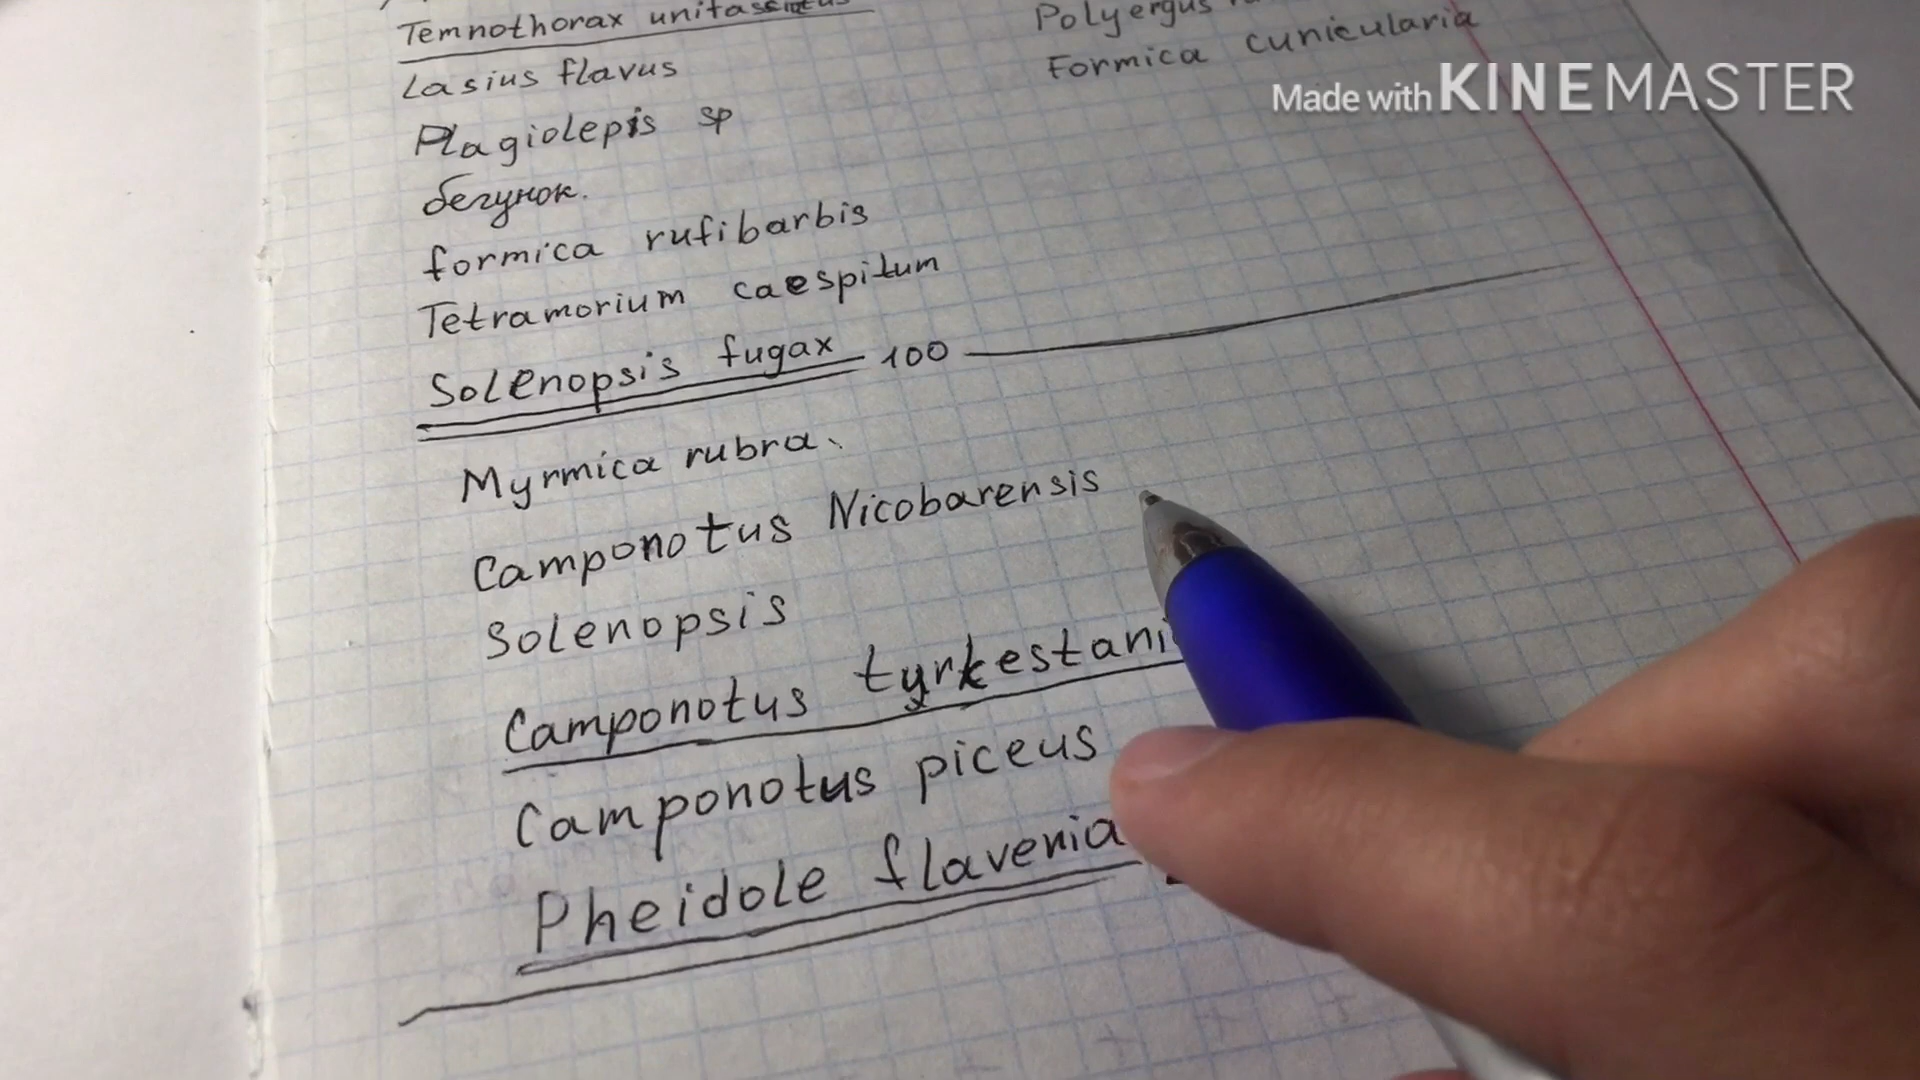 Temnothorax unifasciatus
Lasius flavus
Plagiolepis sp
бегунок.
formica rufibarbis
Tetramorium caespitum
Solenopsis fugax 100
Myrmica rubra.
Camponotus Nicobarensis
Solenopsis
Camponotus tyrkestani
Camponotus piceus
Pheidole flavenia
Polyergus
Formica cunicularia
Made with KINEMASTER